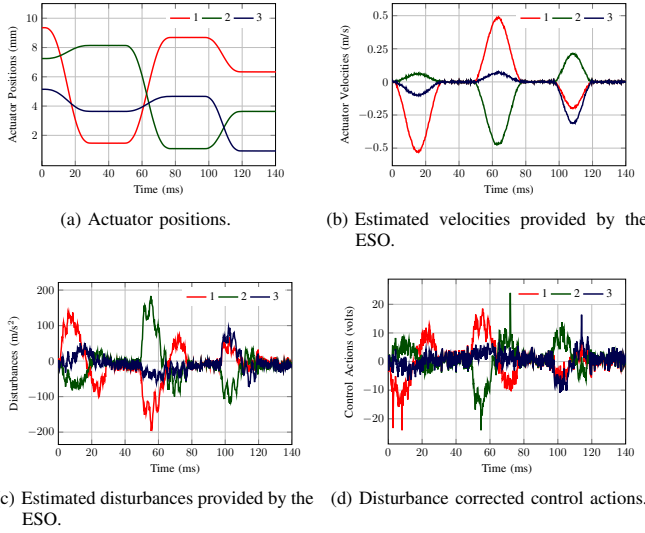 1 2 3
10
8
6
4
2
0 20 40 60 80 100 120 140
Actuator Positions (mm)
Time (ms)
(a) Actuator positions.
1 2 3
0.5
0.25
0
−0.25
−0.5
0 20 40 60 80 100 120 140
Actuator Velocities (m/s)
Time (ms)
(b) Estimated velocities provided by the
ESO.
1 2 3
200
100
0
−100
−200
0 20 40 60 80 100 120 140
Disturbances (m/s²)
Time (ms)
c) Estimated disturbances provided by the
ESO.
1 2 3
20
10
0
−10
−20
0 20 40 60 80 100 120 140
Control Actions (volts)
Time (ms)
(d) Disturbance corrected control actions.